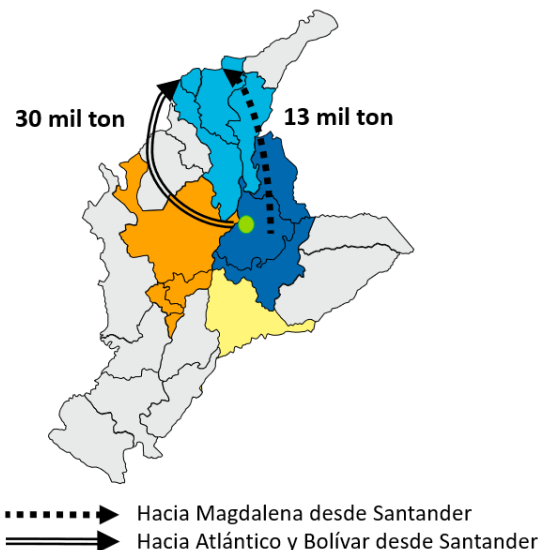 30 mil ton
13 mil ton
Hacia Magdalena desde Santander
Hacia Atlántico y Bolívar desde Santander